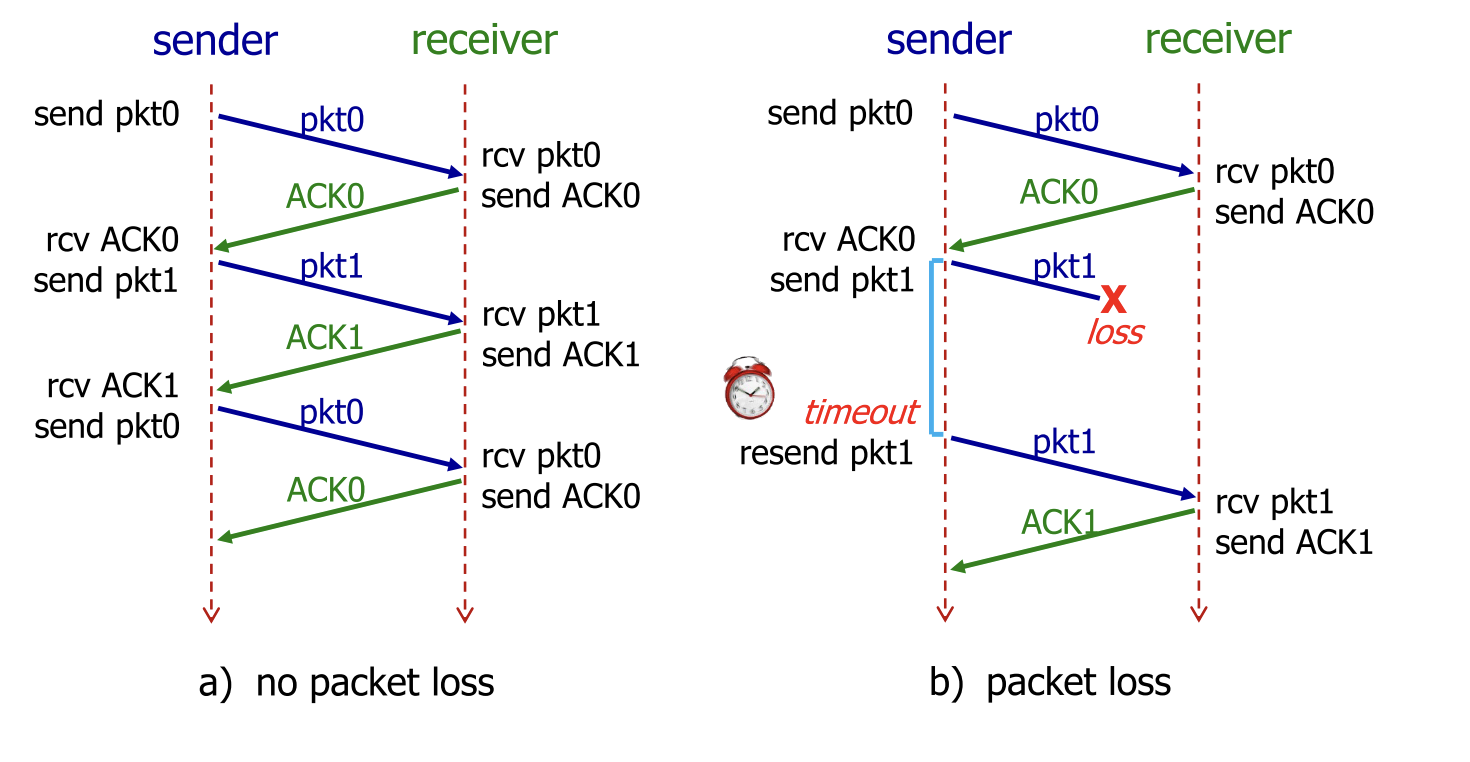 sender
receiver
send pkt0
pkt0
rcv pkt0
send ACK0
ACK0
rcv ACK0
send pkt1
pkt1
rcv pkt1
send ACK1
ACK1
rcv ACK1
send pkt0
pkt0
rcv pkt0
send ACK0
ACK0
a) no packet loss
sender
receiver
send pkt0
pkt0
rcv pkt0
send ACK0
ACK0
rcv ACK0
send pkt1
pkt1
X
loss
timeout
resend pkt1
pkt1
rcv pkt1
send ACK1
ACK1
b) packet loss